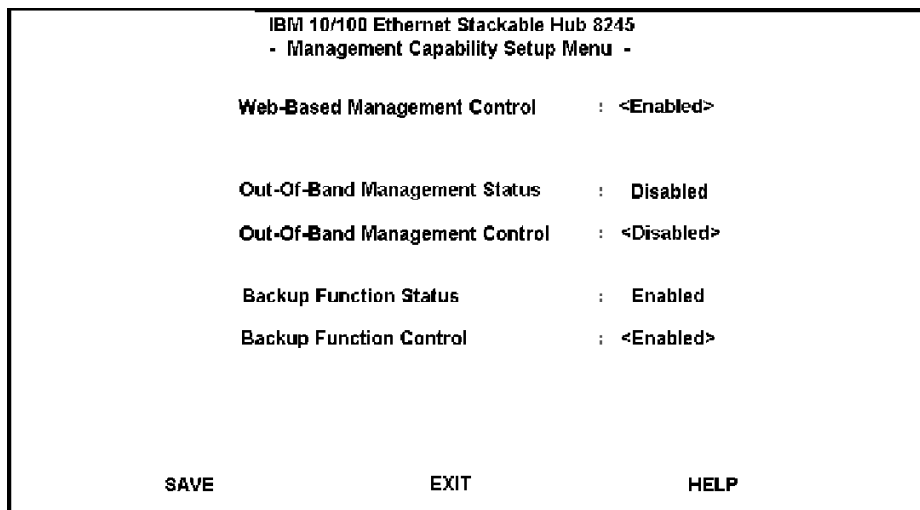 IBM 10/100 Ethernet Stackable Hub 8245
- Management Capability Setup Menu -
Web-Based Management Control : <Enabled>
Out-Of-Band Management Status : Disabled
Out-Of-Band Management Control : <Disabled>
Backup Function Status : Enabled
Backup Function Control : <Enabled>
SAVE EXIT HELP